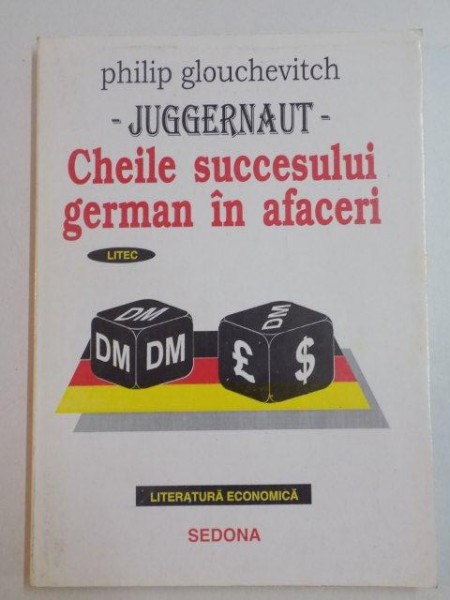 philip glouchevitch
- JUGGERNAUT -
Cheile succesului
german în afaceri
LITEC
DM
DM DM
DM
£ $
LITERATURĂ ECONOMICĂ
SEDONA